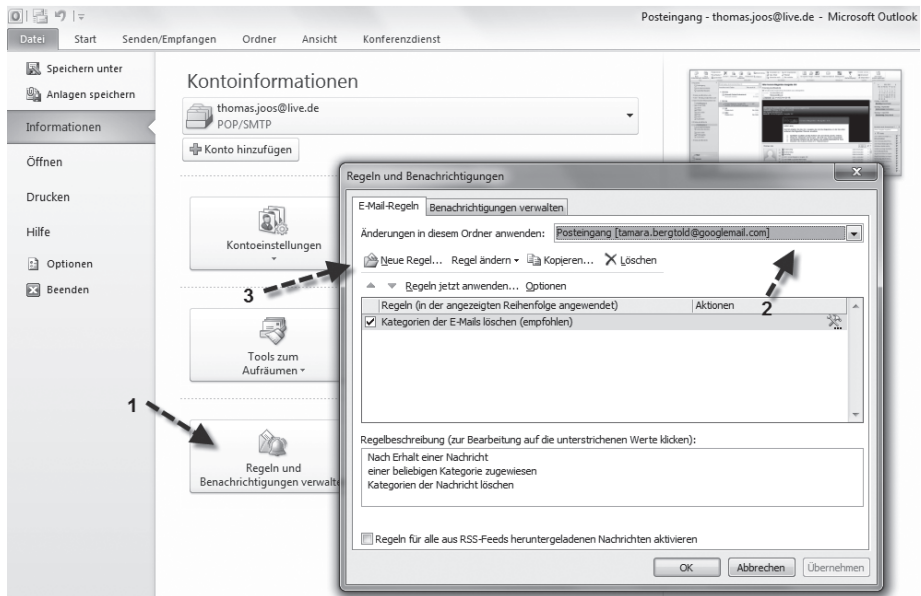 Posteingang - thomas.joos@live.de - Microsoft Outlook
Datei Start Senden/Empfangen Ordner Ansicht Konferenzdienst
Speichern unter
Anlagen speichern
Informationen
Öffnen
Drucken
Hilfe
Optionen
Beenden
Kontoinformationen
thomas.joos@live.de
POP/SMTP
Konto hinzufügen
Kontoeinstellungen
Tools zum
Aufräumen
Regeln und
Benachrichtigungen verwalte
1
3
2
Regeln und Benachrichtigungen
E-Mail-Regeln Benachrichtigungen verwalten
Änderungen in diesem Ordner anwenden: Posteingang [tamara.bergtold@googlemail.com]
Neue Regel... Regel ändern Kopieren... Löschen
Regeln jetzt anwenden... Optionen
Regeln (in der angezeigten Reihenfolge angewendet) Aktionen
Kategorien der E-Mails löschen (empfohlen)
Regelbeschreibung (zur Bearbeitung auf die unterstrichenen Werte klicken):
Nach Erhalt einer Nachricht
einer beliebigen Kategorie zugewiesen
Kategorien der Nachricht löschen
Regeln für alle aus RSS-Feeds heruntergeladenen Nachrichten aktivieren
OK Abbrechen Übernehmen